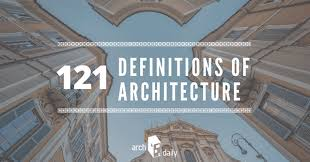 121 DEFINITIONS OF
ARCHITECTURE
arch daily